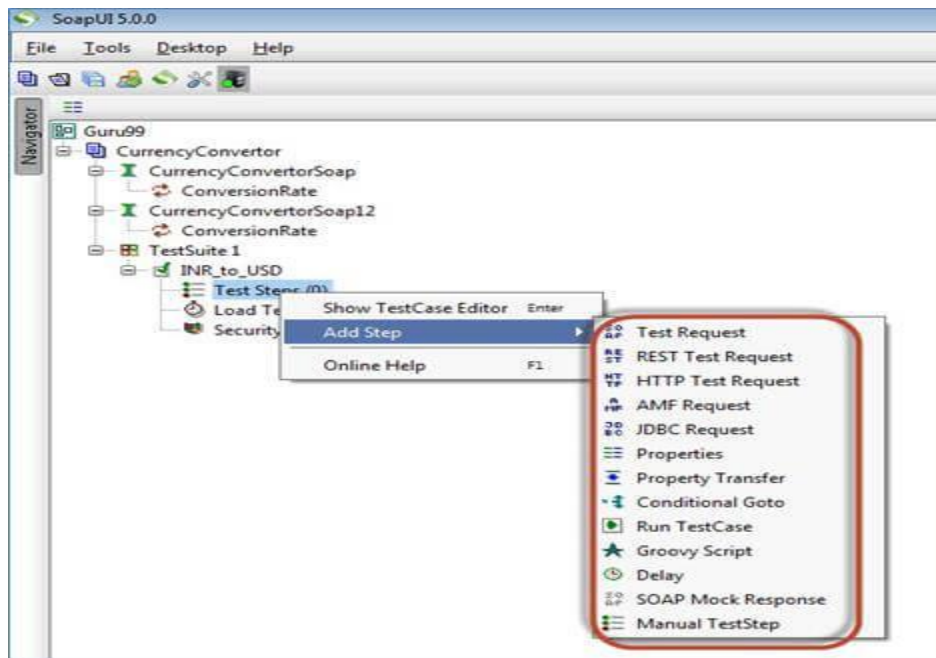 SoapUI 5.0.0
File Tools Desktop Help
Navigator
Guru99
CurrencyConvertor
CurrencyConvertorSoap
ConversionRate
CurrencyConvertorSoap12
ConversionRate
TestSuite 1
INR_to_USD
Test Steps (0)
Load Te
Security
Show TestCase Editor Enter
Add Step
Online Help F1
Test Request
REST Test Request
HTTP Test Request
AMF Request
JDBC Request
Properties
Property Transfer
Conditional Goto
Run TestCase
Groovy Script
Delay
SOAP Mock Response
Manual TestStep